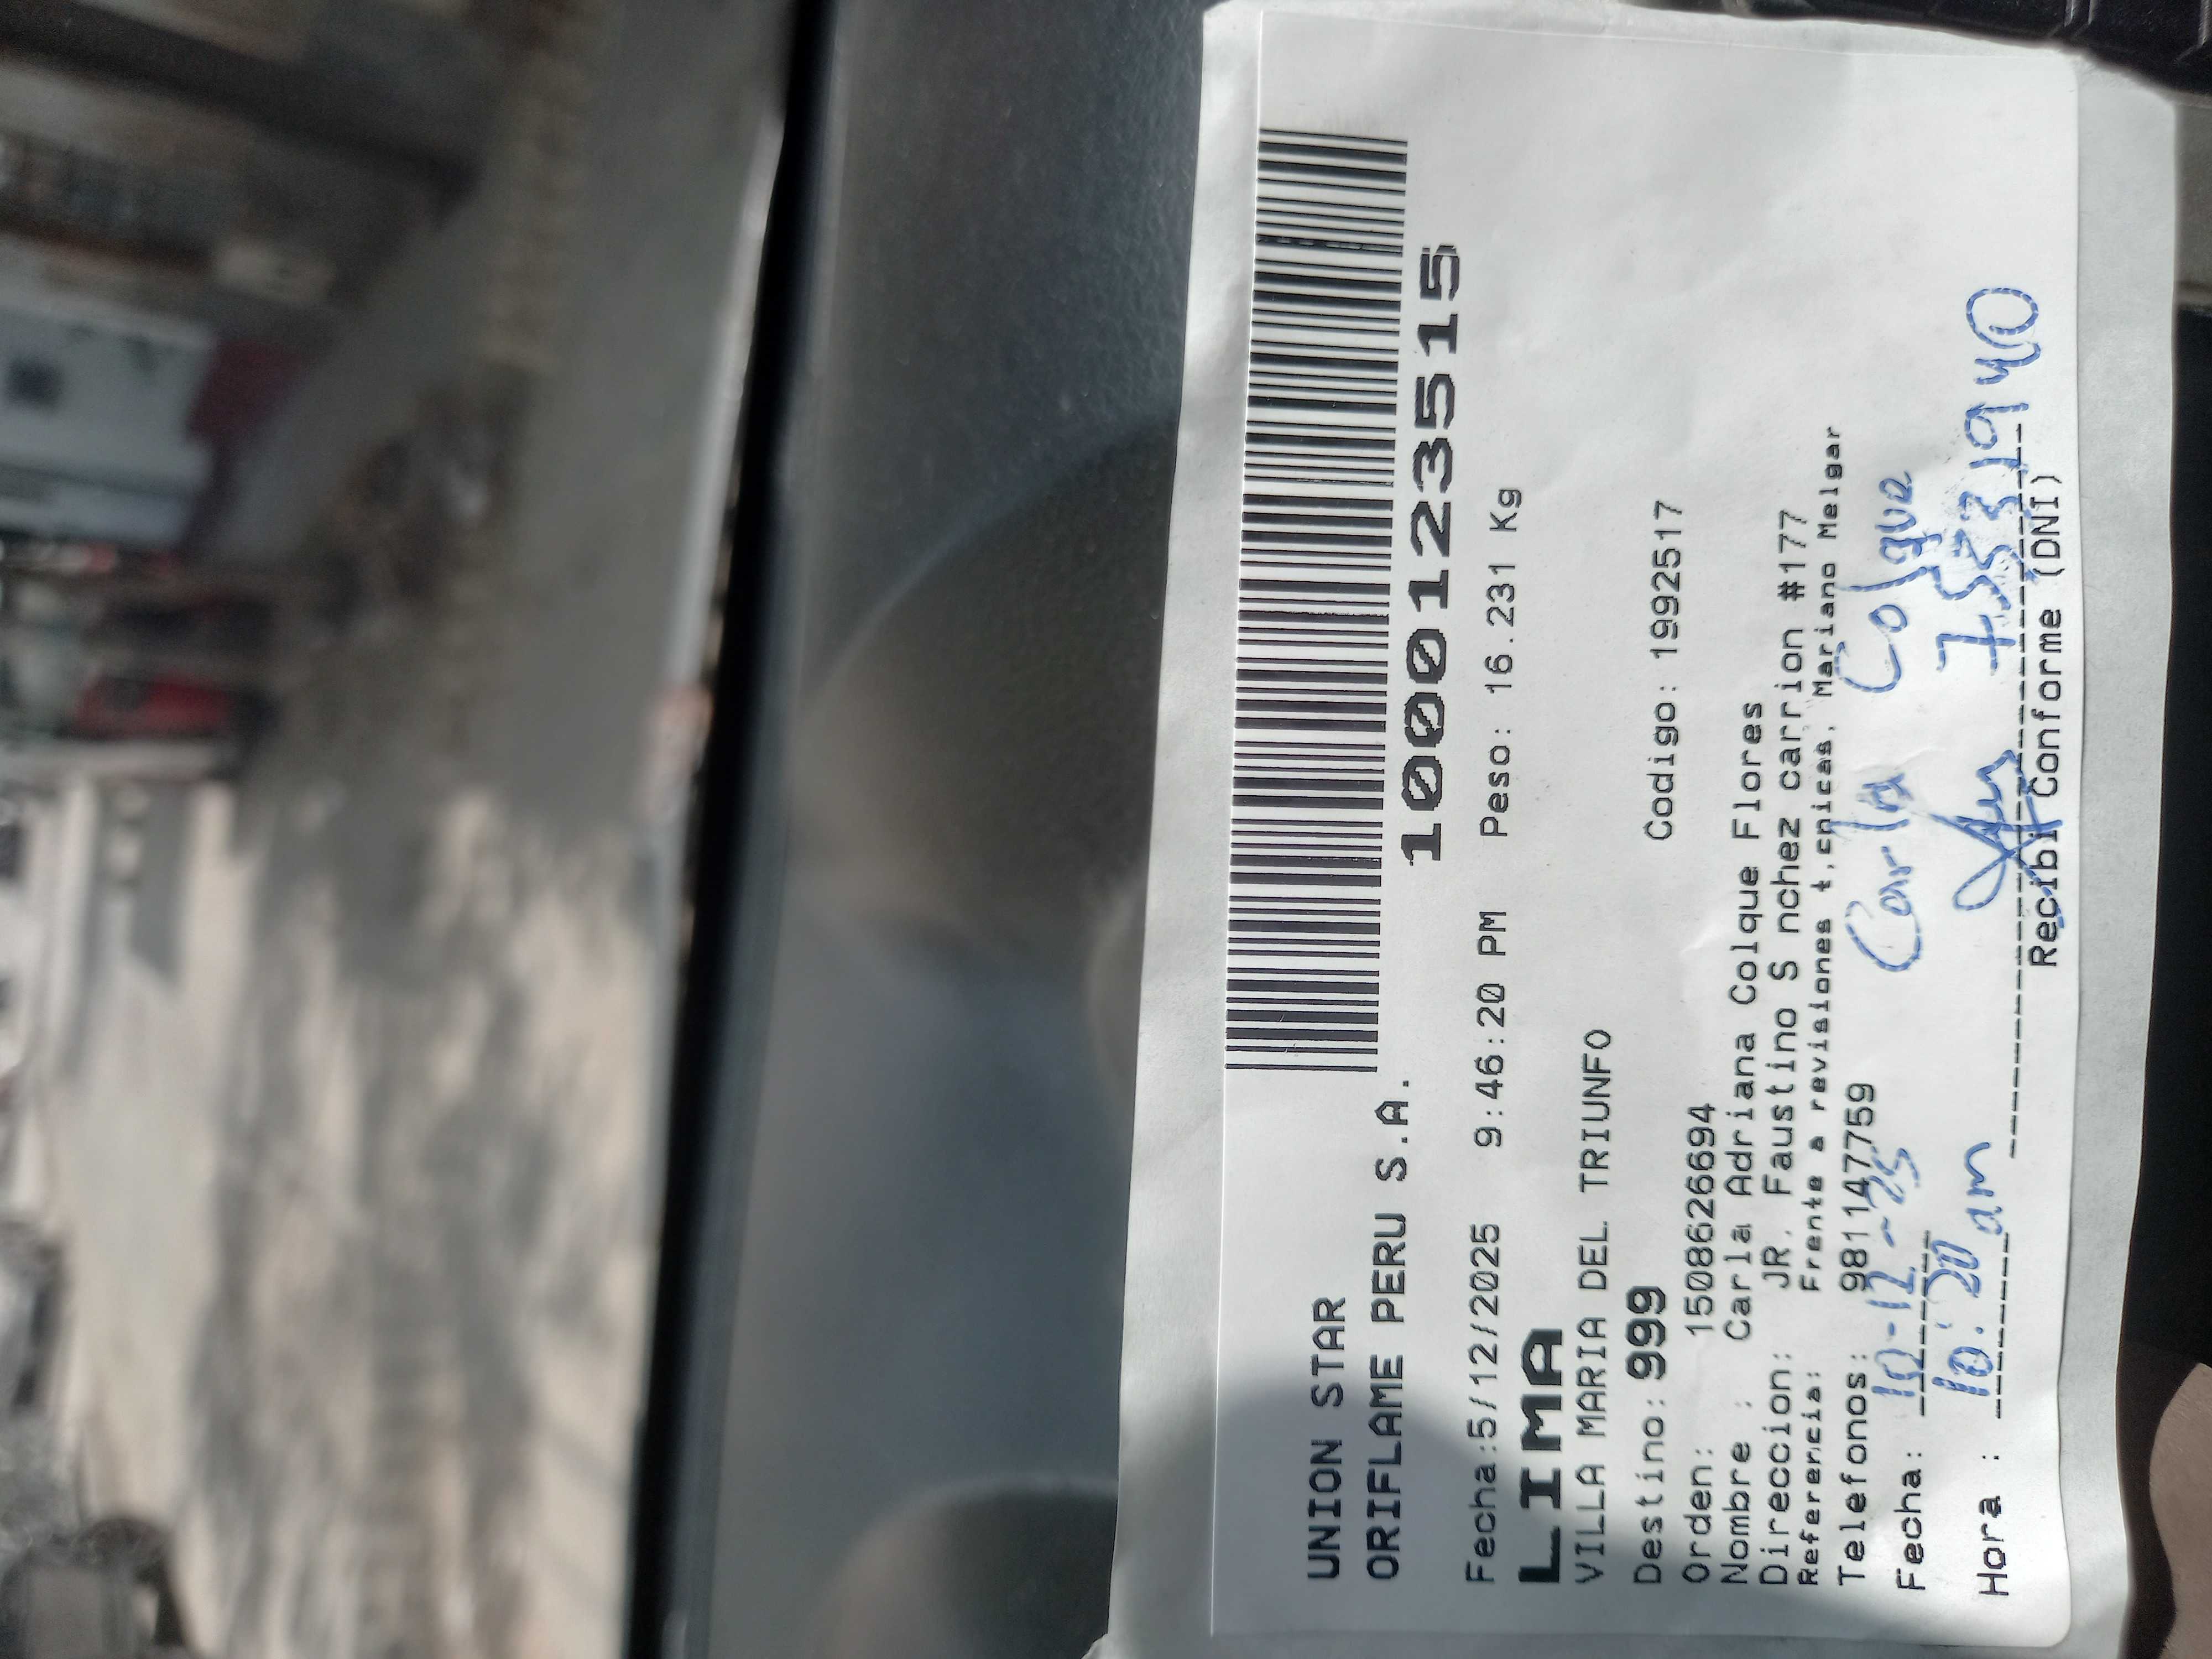 UNION STAR
ORIFLAME PERU S.A.
1000123515
Fecha:5/12/2025 9:46:20 PM Peso: 16.231 Kg
LIMA
VILLA MARIA DEL TRIUNFO
Destino: 999 Codigo: 1992517
Orden: 1508626694
Nombre : Carla Adriana Colque Flores
Direccion: JR. Faustino S nchez carrion #177
Referencia: Frente a revisiones t‚cnicas, Mariano Melgar
Telefonos: 981147759
Fecha: 10-12-25 Carla Colque
Hora : 10:20 am 75331940
Recibi Conforme (DNI)